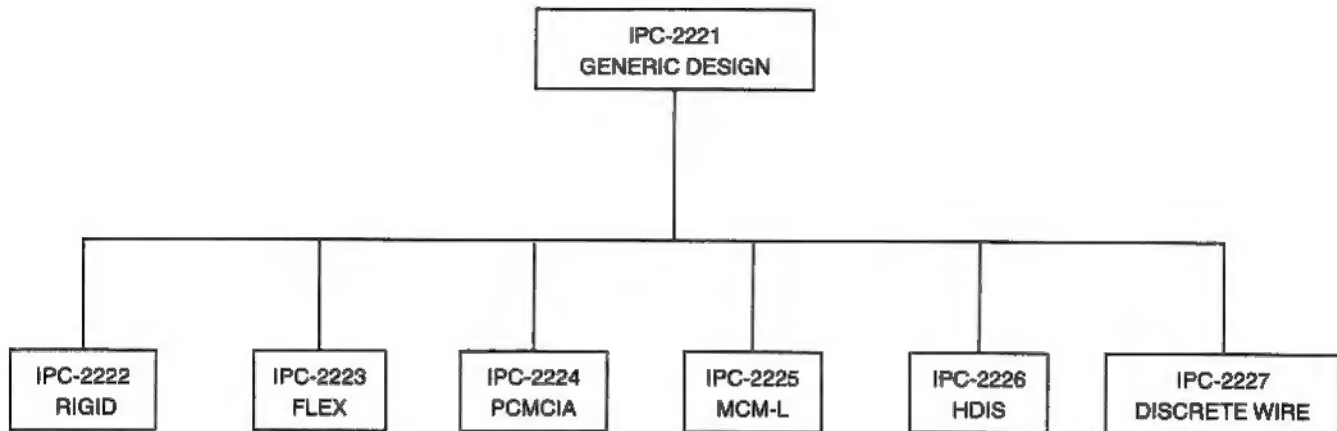 IPC-2221
GENERIC DESIGN
IPC-2222
RIGID
IPC-2223
FLEX
IPC-2224
PCMCIA
IPC-2225
MCM-L
IPC-2226
HDIS
IPC-2227
DISCRETE WIRE